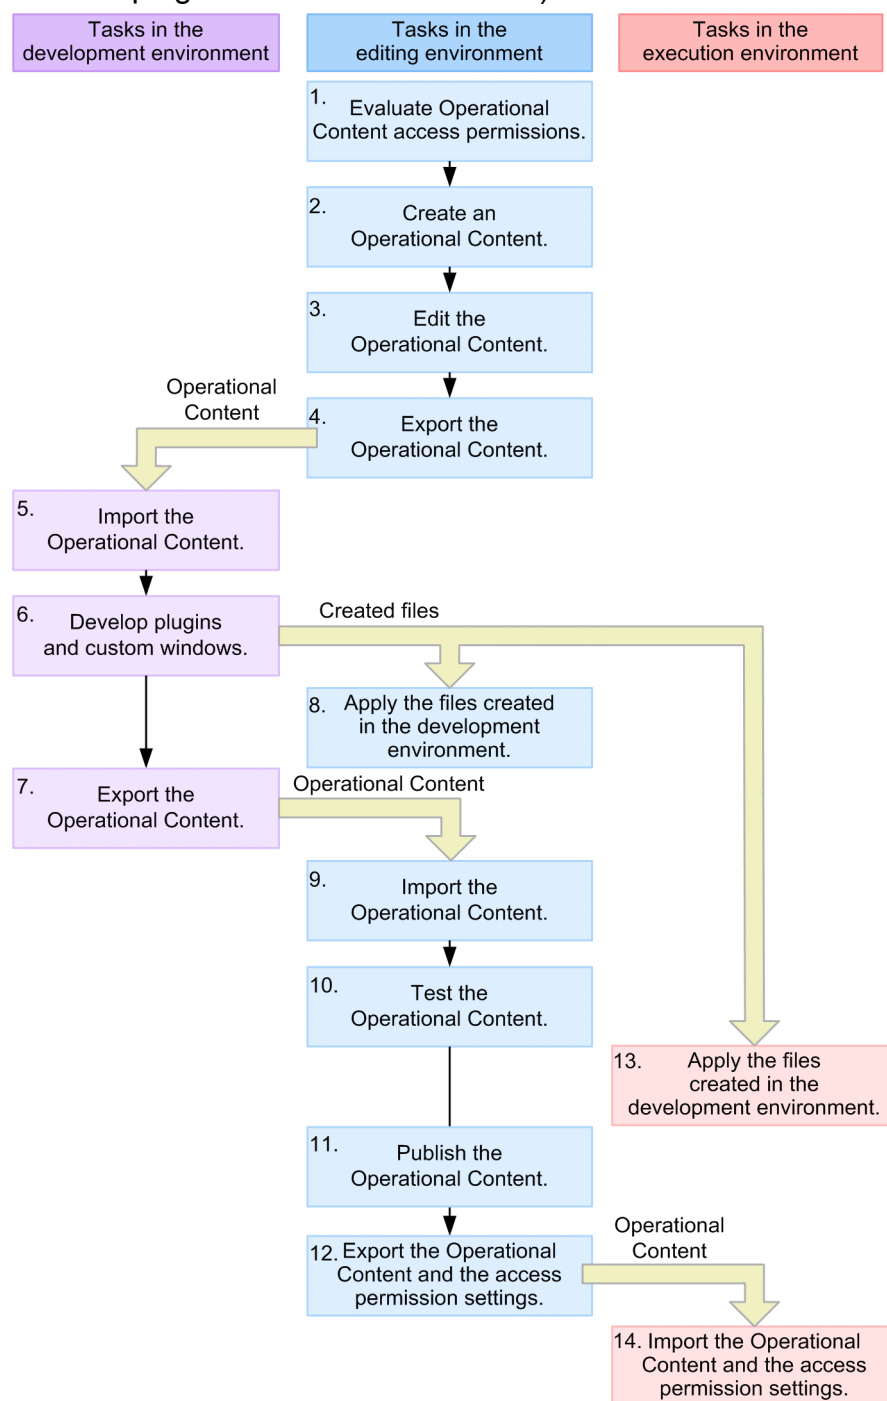 Tasks in the
development environment
Tasks in the
editing environment
Tasks in the
execution environment
1.
Evaluate Operational
Content access permissions.
2.
Create an
Operational Content.
3.
Edit the
Operational Content.
Operational
Content
4.
Export the
Operational Content.
5.
Import the
Operational Content.
6.
Develop plugins
and custom windows.
Created files
8. Apply the files created
in the development
environment.
7.
Export the
Operational Content.
Operational Content
9.
Import the
Operational Content.
10.
Test the
Operational Content.
13. Apply the files
created in the
development environment.
11.
Publish the
Operational Content.
12. Export the Operational
Content and the access
permission settings.
Operational
Content
14. Import the Operational
Content and the access
permission settings.